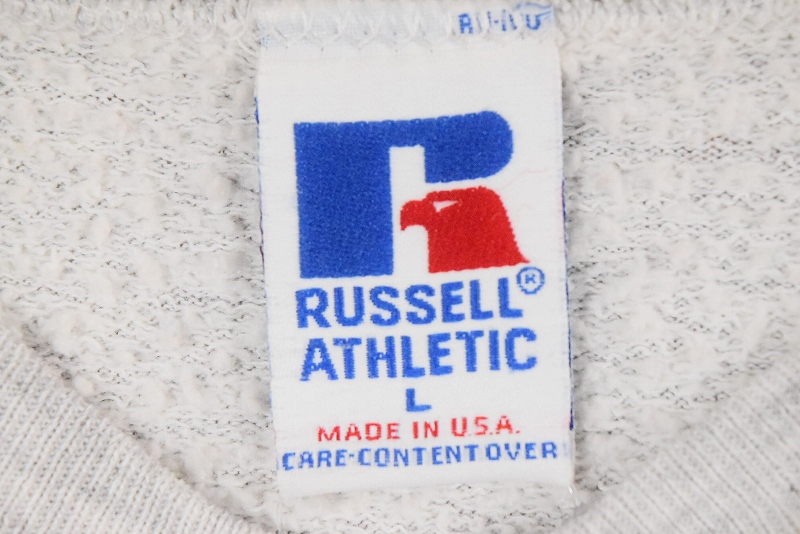 RUSSELL®
ATHLETIC
L
MADE IN U.S.A.
CARE-CONTENT OVER